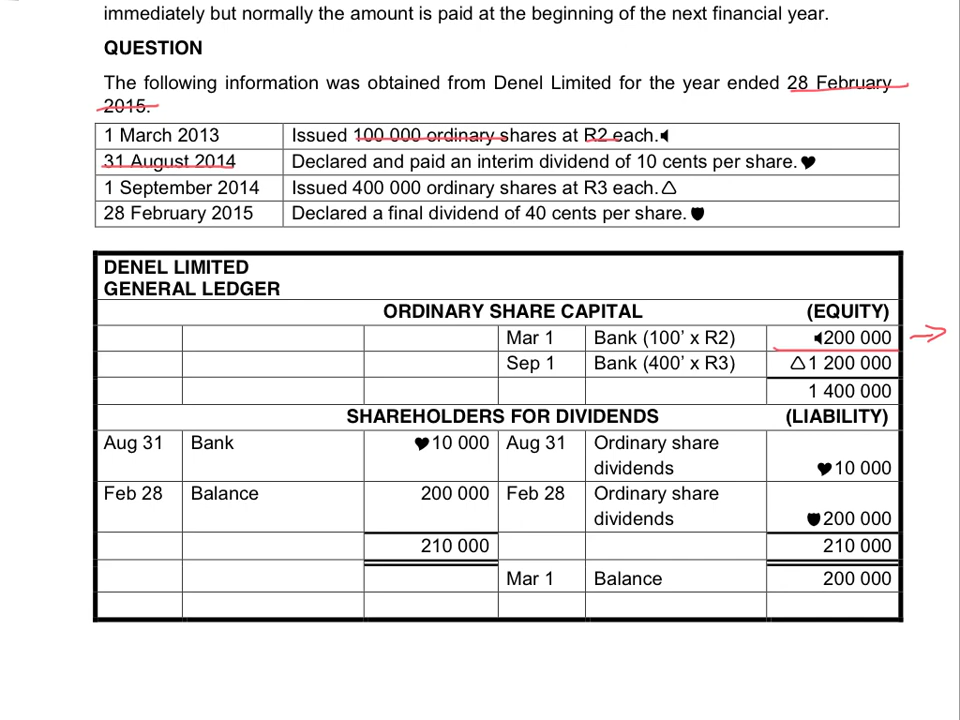 immediately but normally the amount is paid at the beginning of the next financial year.
QUESTION
The following information was obtained from Denel Limited for the year ended 28 February
2015.
1 March 2013 Issued 100 000 ordinary shares at R2 each.
31 August 2014 Declared and paid an interim dividend of 10 cents per share.
1 September 2014 Issued 400 000 ordinary shares at R3 each.
28 February 2015 Declared a final dividend of 40 cents per share.
DENEL LIMITED
GENERAL LEDGER
ORDINARY SHARE CAPITAL (EQUITY)
Mar 1 Bank (100’ x R2) 200 000
Sep 1 Bank (400’ x R3) 1 200 000
1 400 000
SHAREHOLDERS FOR DIVIDENDS (LIABILITY)
Aug 31 Bank 10 000 Aug 31 Ordinary share
dividends 10 000
Feb 28 Balance 200 000 Feb 28 Ordinary share
dividends 200 000
210 000 210 000
Mar 1 Balance 200 000